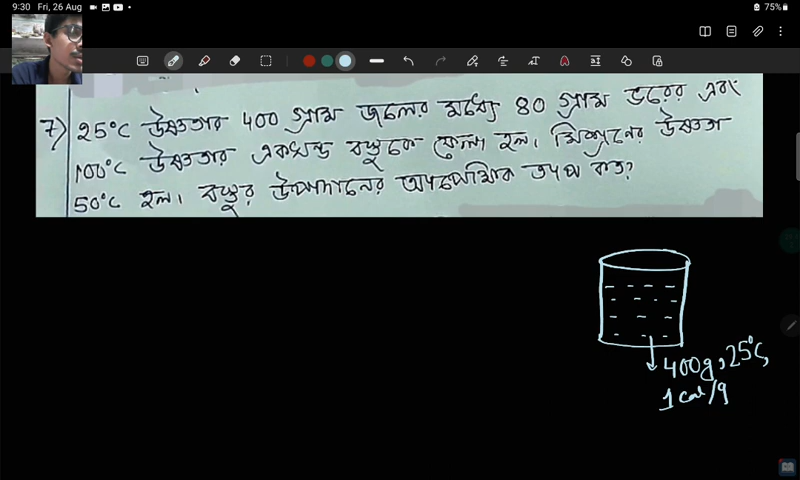 9:30 Fri, 26 Aug
75%
7) 25°C উষ্ণতার 400 গ্রাম জলের মধ্যে 80 গ্রাম ভরের এবং
100°C উষ্ণতার একখন্ড বস্তুকে ফেলা হল। মিশ্রণের উষ্ণতা
50°C হল। বস্তুর উপাদানের আপেক্ষিক তাপ কত?
400g, 25°C,
1 cal/g